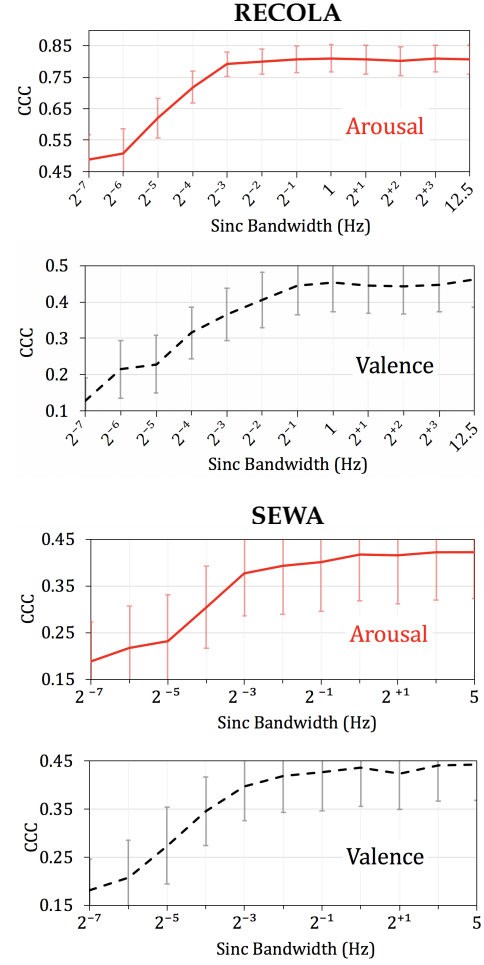 RECOLA
0.85
0.75
0.65
0.55
0.45
CCC
Arousal
2⁻⁷ 2⁻⁶ 2⁻⁵ 2⁻⁴ 2⁻³ 2⁻² 2⁻¹ 1 2⁺¹ 2⁺² 2⁺³ 12.5
Sinc Bandwidth (Hz)
0.5
0.4
0.3
0.2
0.1
CCC
Valence
2⁻⁷ 2⁻⁶ 2⁻⁵ 2⁻⁴ 2⁻³ 2⁻² 2⁻¹ 1 2⁺¹ 2⁺² 2⁺³ 12.5
Sinc Bandwidth (Hz)
SEWA
0.45
0.35
0.25
0.15
CCC
Arousal
2⁻⁷ 2⁻⁵ 2⁻³ 2⁻¹ 2⁺¹ 5
Sinc Bandwidth (Hz)
0.45
0.35
0.25
0.15
CCC
Valence
2⁻⁷ 2⁻⁵ 2⁻³ 2⁻¹ 2⁺¹ 5
Sinc Bandwidth (Hz)